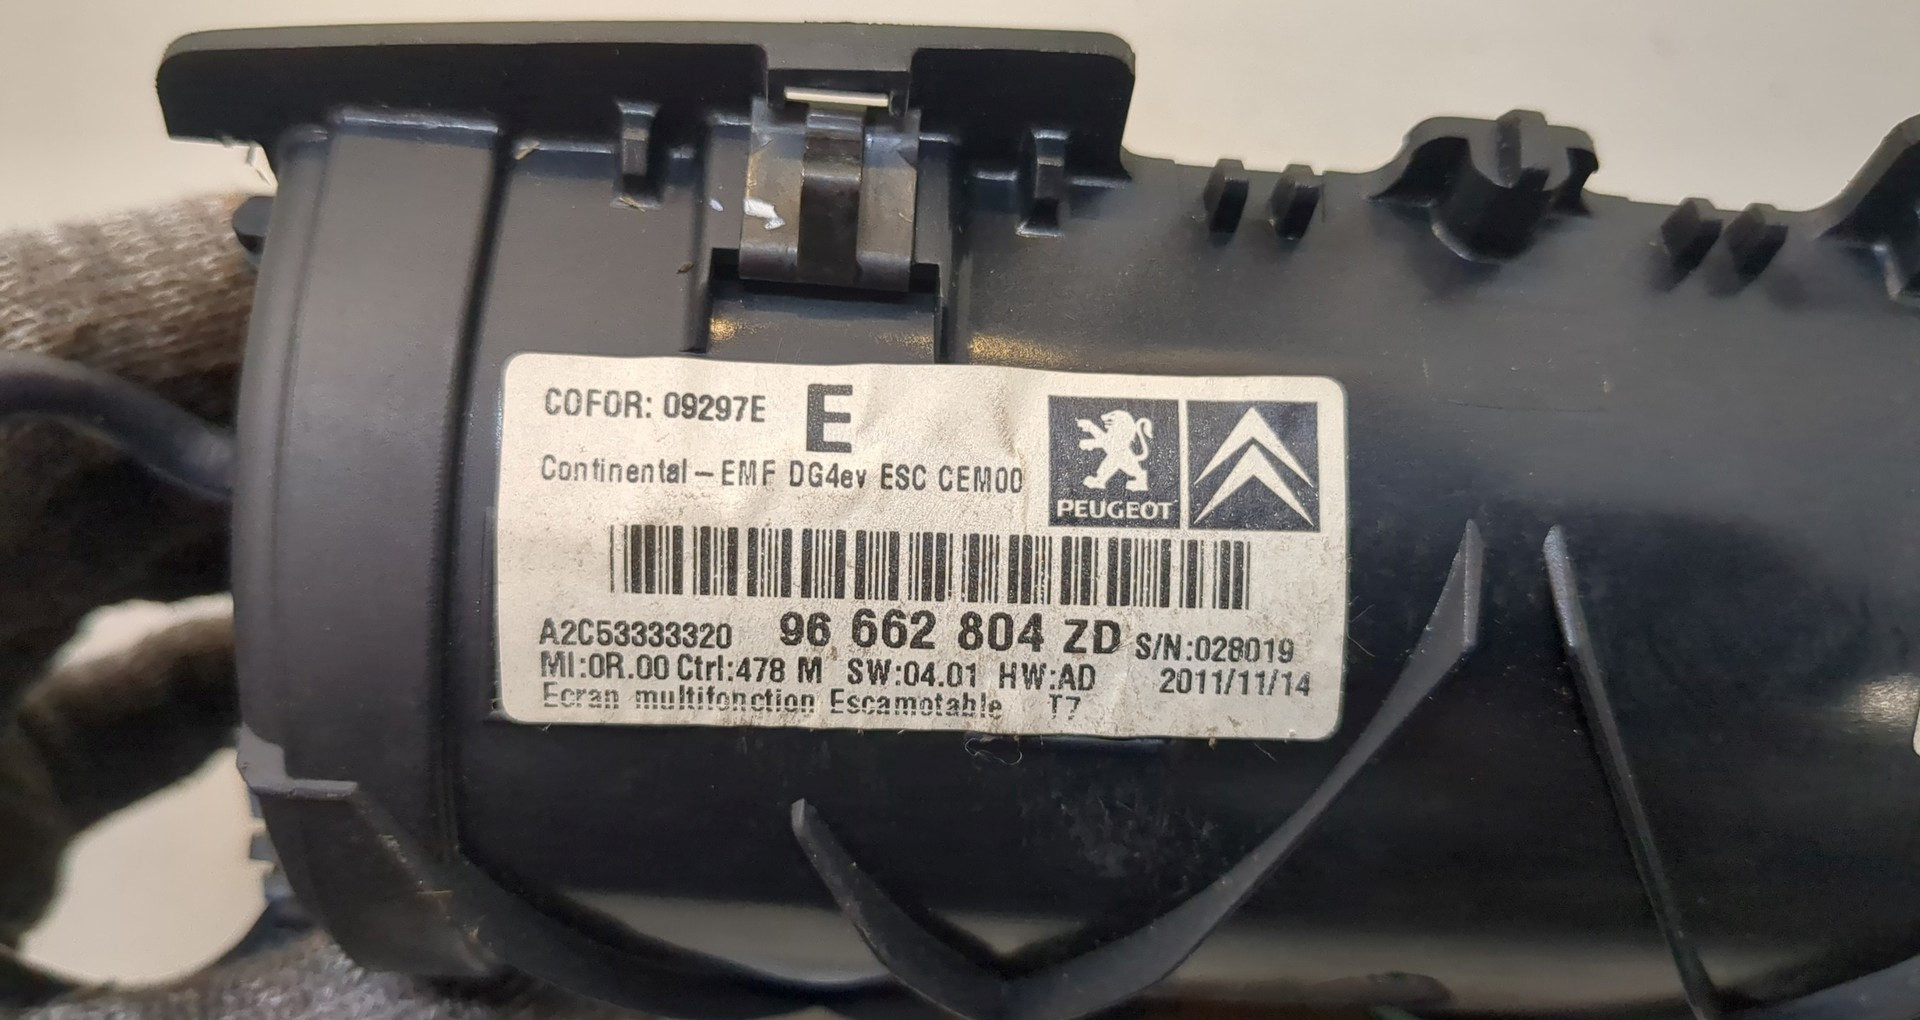 COFOR: 09297E E
Continental – EMF DG4ev ESC CEM00
PEUGEOT
A2C53333320 96 662 804 ZD S/N:028019
MI:0R.00 Ctrl:478 M SW:04.01 HW:AD 2011/11/14
Ecran multifonction Escamotable T7